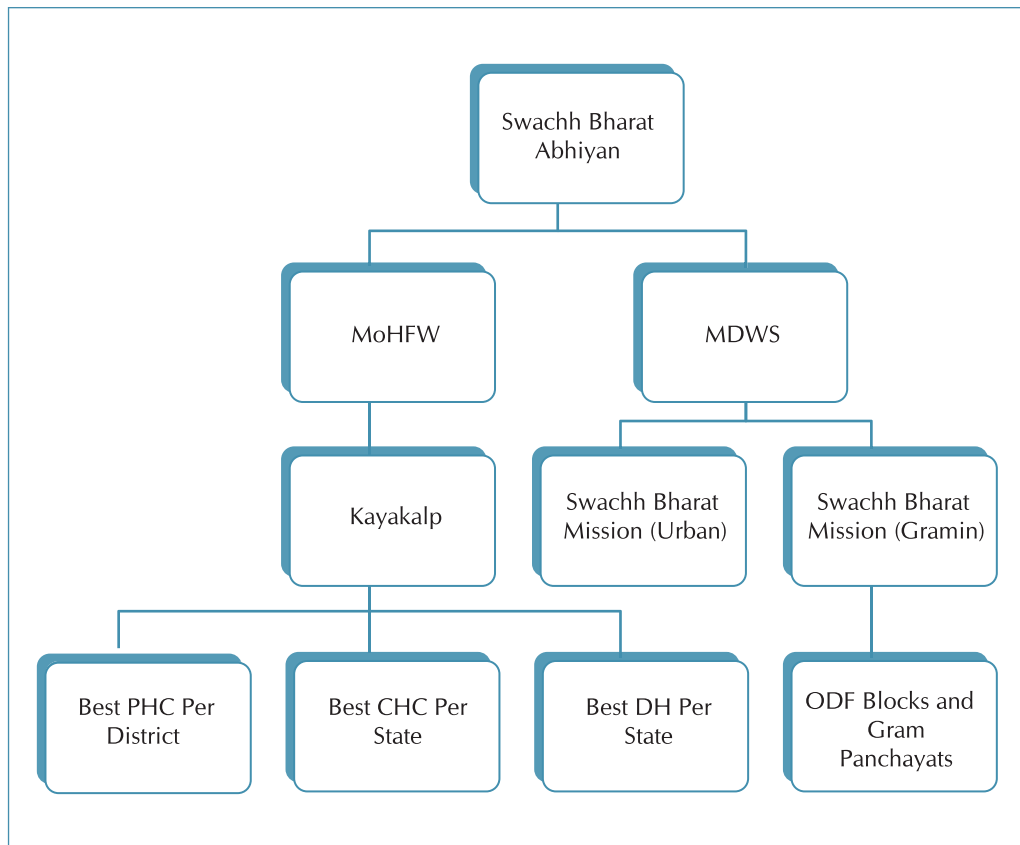 Swachh Bharat
Abhiyan
MoHFW
MDWS
Kayakalp
Swachh Bharat
Mission (Urban)
Swachh Bharat
Mission (Gramin)
Best PHC Per
District
Best CHC Per
State
Best DH Per
State
ODF Blocks and
Gram
Panchayats